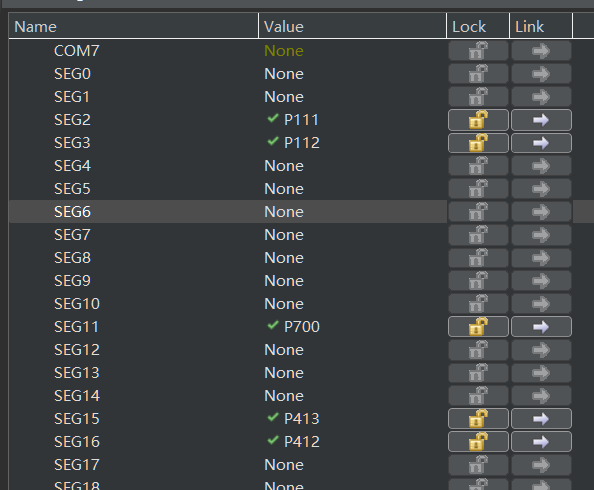 Name Value Lock Link
COM7 None
SEG0 None
SEG1 None
SEG2 P111
SEG3 P112
SEG4 None
SEG5 None
SEG6 None
SEG7 None
SEG8 None
SEG9 None
SEG10 None
SEG11 P700
SEG12 None
SEG13 None
SEG14 None
SEG15 P413
SEG16 P412
SEG17 None
SEG18 None